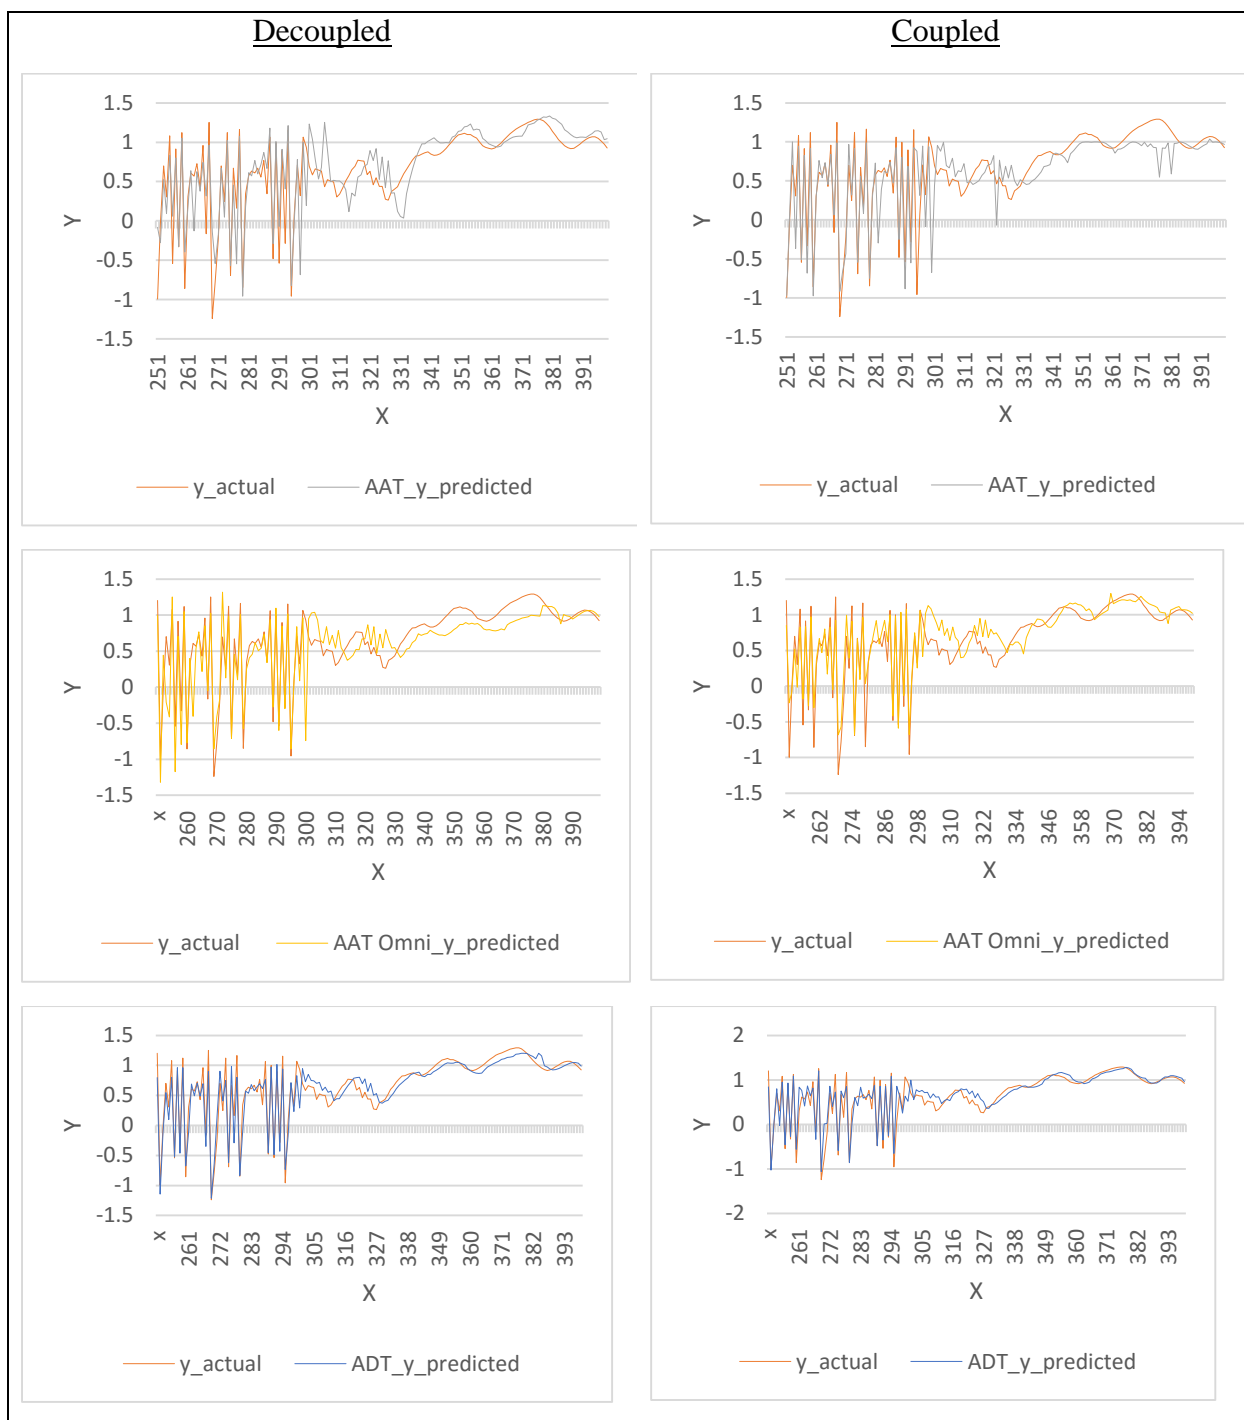 Decoupled
Coupled
1.5
1
0.5
0
-0.5
-1
-1.5
Y
251 261 271 281 291 301 311 321 331 341 351 361 371 381 391
X
y_actual AAT_y_predicted
1.5
1
0.5
0
-0.5
-1
-1.5
Y
251 261 271 281 291 301 311 321 331 341 351 361 371 381 391
X
y_actual AAT_y_predicted
1.5
1
0.5
0
-0.5
-1
-1.5
Y
x 260 270 280 290 300 310 320 330 340 350 360 370 380 390
X
y_actual AAT Omni_y_predicted
1.5
1
0.5
0
-0.5
-1
-1.5
Y
x 262 274 286 298 310 322 334 346 358 370 382 394
X
y_actual AAT Omni_y_predicted
1.5
1
0.5
0
-0.5
-1
-1.5
Y
x 261 272 283 294 305 316 327 338 349 360 371 382 393
X
y_actual ADT_y_predicted
2
1
0
-1
-2
Y
x 261 272 283 294 305 316 327 338 349 360 371 382 393
X
y_actual ADT_y_predicted